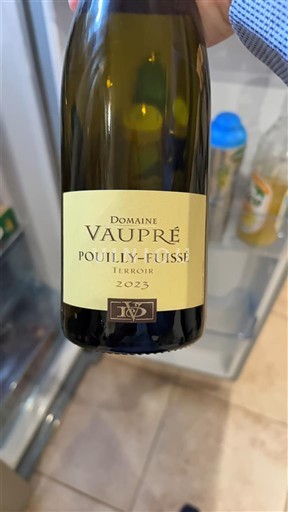 Domaine
VAUPRÉ
POUILLY-FUISSÉ
TERROIR
2023